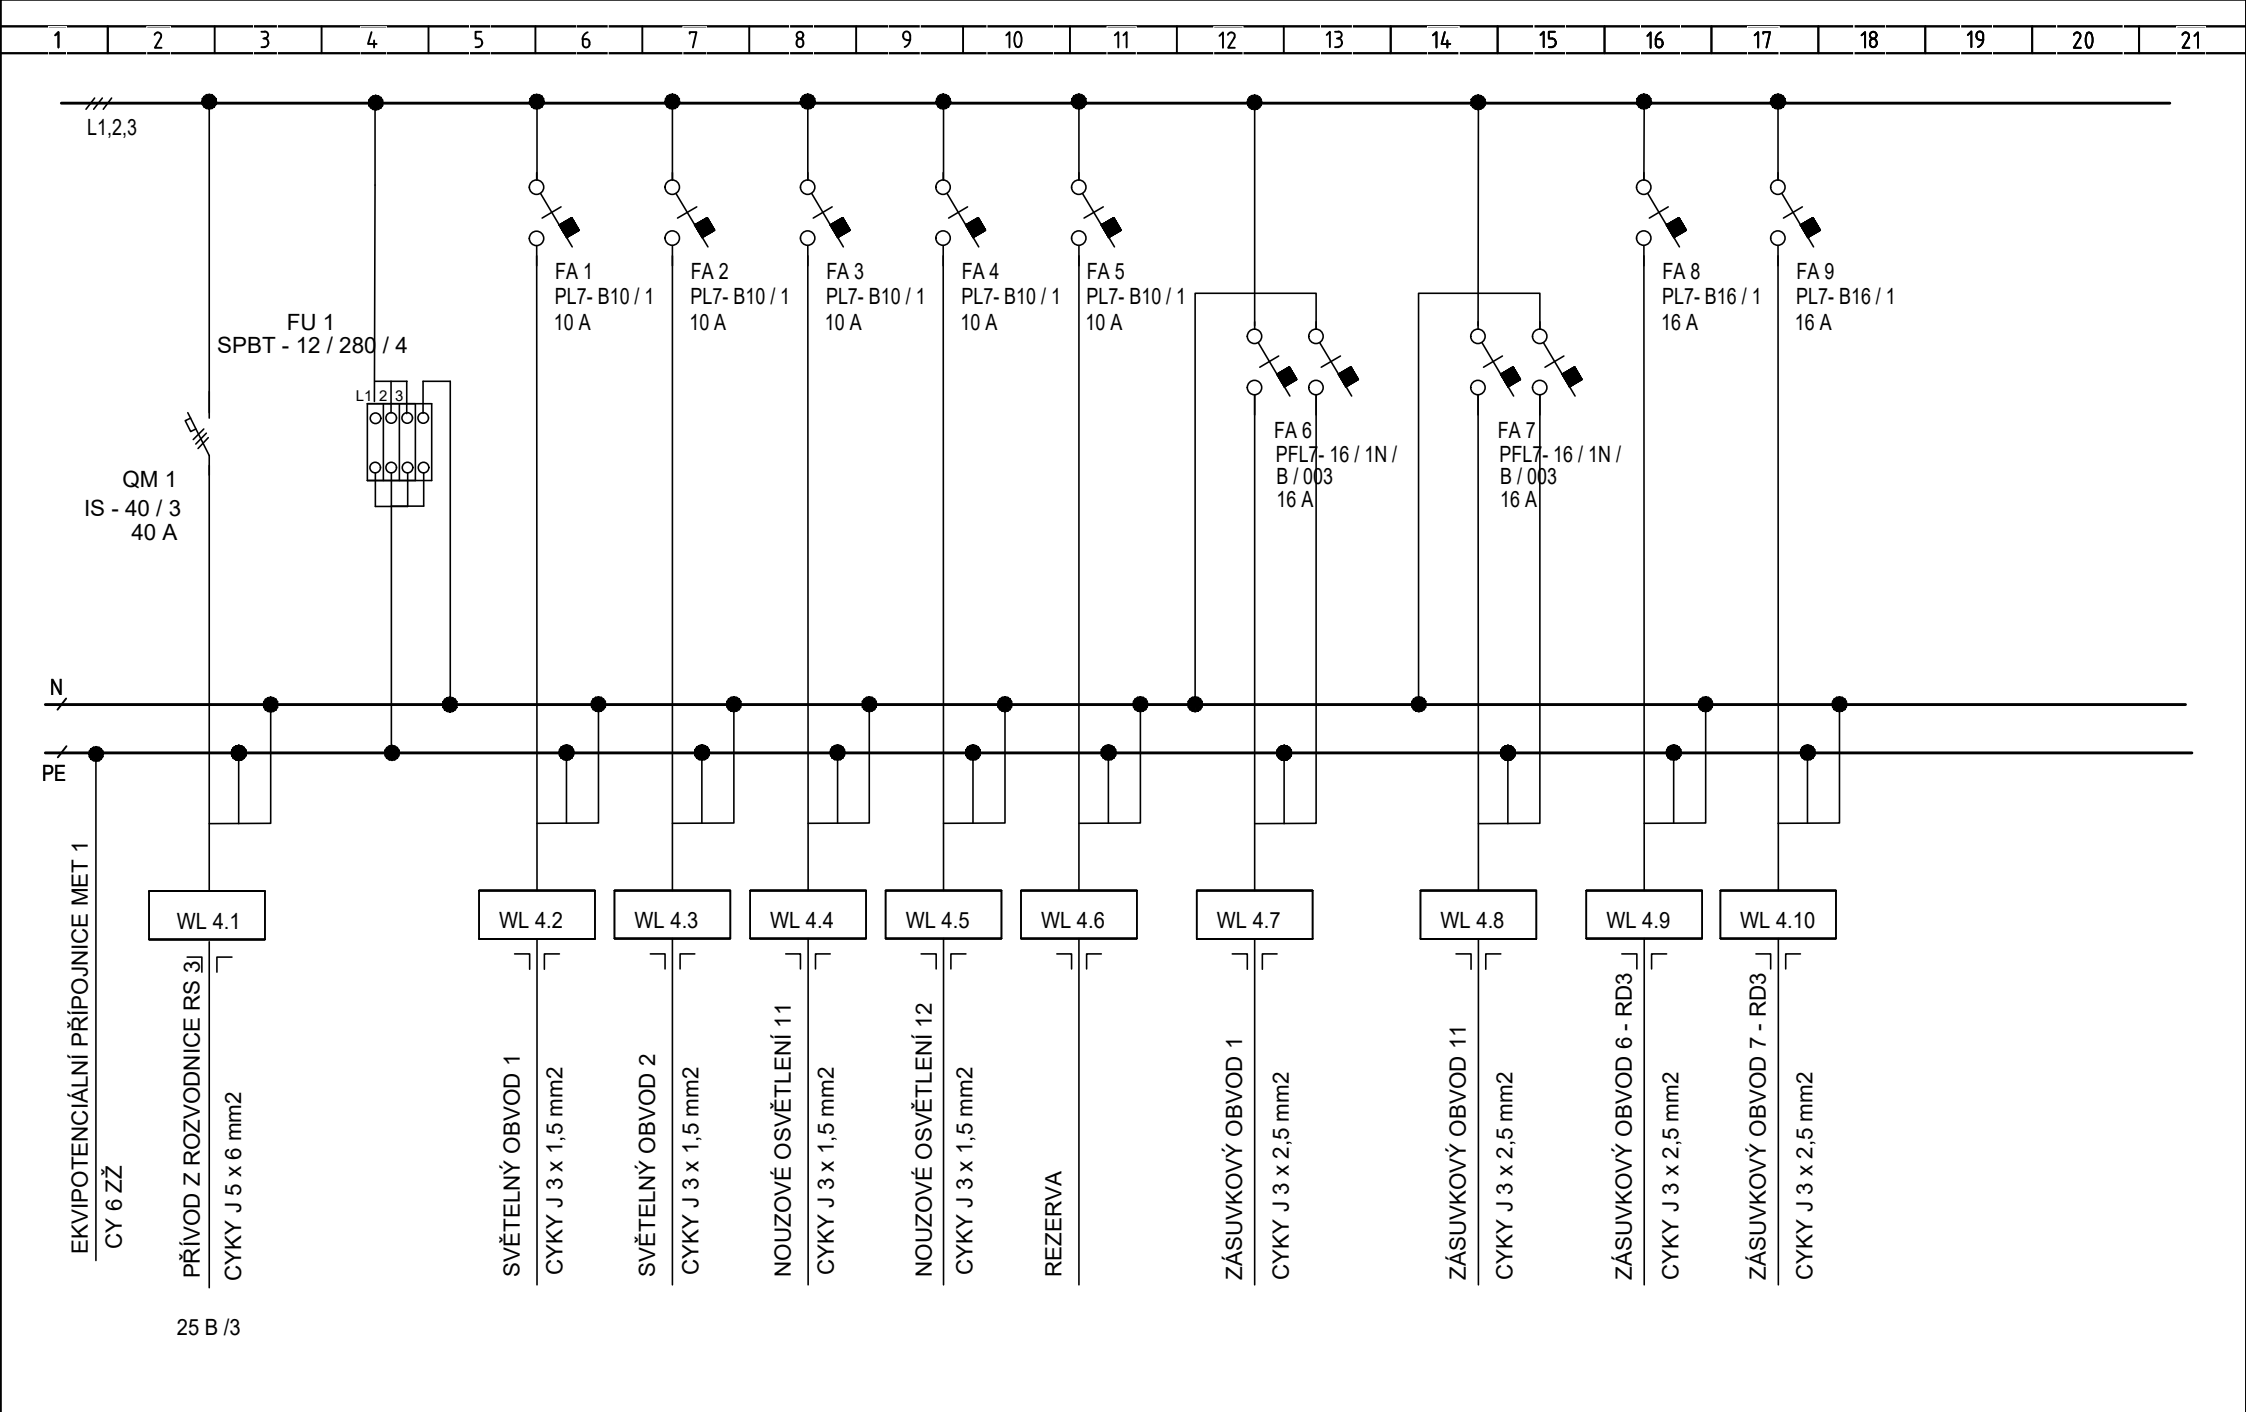 1 2 3 4 5 6 7 8 9 10 11 12 13 14 15 16 17 18 19 20 21
L1,2,3
FU 1
SPBT - 12 / 280 / 4
L1 2 3
QM 1
IS - 40 / 3
40 A
FA 1
PL7- B10 / 1
10 A
FA 2
PL7- B10 / 1
10 A
FA 3
PL7- B10 / 1
10 A
FA 4
PL7- B10 / 1
10 A
FA 5
PL7- B10 / 1
10 A
FA 6
PFL7- 16 / 1N /
B / 003
16 A
FA 7
PFL7- 16 / 1N /
B / 003
16 A
FA 8
PL7- B16 / 1
16 A
FA 9
PL7- B16 / 1
16 A
N
PE
WL 4.1
WL 4.2
WL 4.3
WL 4.4
WL 4.5
WL 4.6
WL 4.7
WL 4.8
WL 4.9
WL 4.10
EKVIPOTENCIÁLNÍ PŘÍPOJNICE MET 1
CY 6 ZŽ
PŘÍVOD Z ROZVODNICE RS 3
CYKY J 5 x 6 mm2
25 B /3
SVĚTELNÝ OBVOD 1
CYKY J 3 x 1,5 mm2
SVĚTELNÝ OBVOD 2
CYKY J 3 x 1,5 mm2
NOUZOVÉ OSVĚTLENÍ 11
CYKY J 3 x 1,5 mm2
NOUZOVÉ OSVĚTLENÍ 12
CYKY J 3 x 1,5 mm2
REZERVA
ZÁSUVKOVÝ OBVOD 1
CYKY J 3 x 2,5 mm2
ZÁSUVKOVÝ OBVOD 11
CYKY J 3 x 2,5 mm2
ZÁSUVKOVÝ OBVOD 6 - RD3
CYKY J 3 x 2,5 mm2
ZÁSUVKOVÝ OBVOD 7 - RD3
CYKY J 3 x 2,5 mm2